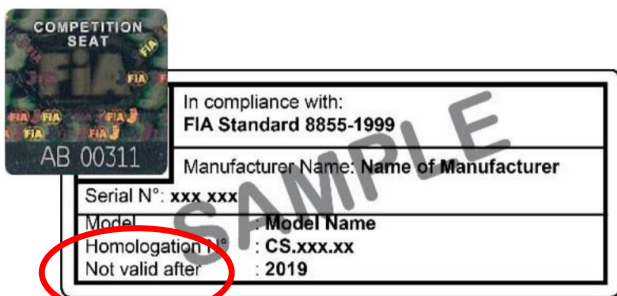 COMPETITION
SEAT
FIA
AB 00311
In compliance with:
FIA Standard 8855-1999
Manufacturer Name: Name of Manufacturer
Serial N°: xxx xxx
Model : Model Name
Homologation N° : CS.xxx.xx
Not valid after : 2019
SAMPLE